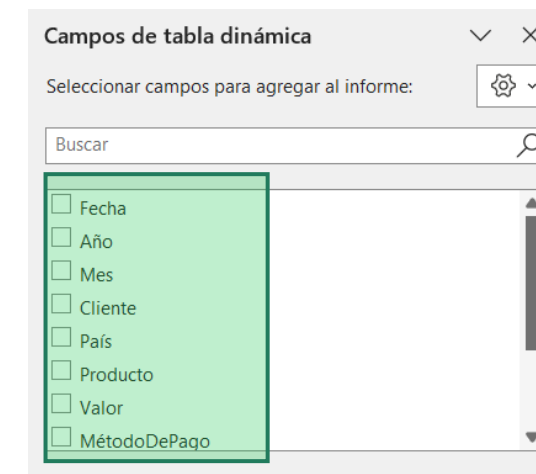 Campos de tabla dinámica
Seleccionar campos para agregar al informe:
Buscar
Fecha
Año
Mes
Cliente
País
Producto
Valor
MétodoDePago